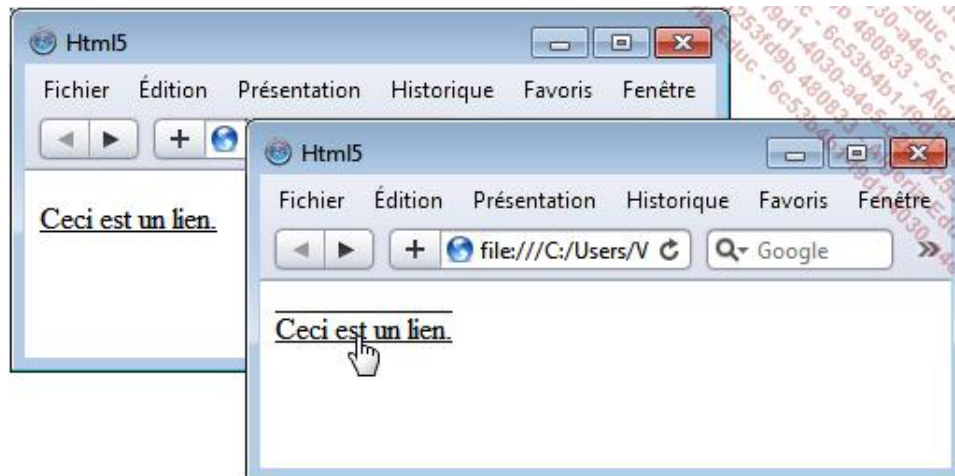 Html5
Fichier Édition Présentation Historique Favoris Fenêtre
Ceci est un lien.
Html5
Fichier Édition Présentation Historique Favoris Fenêtre
file:///C:/Users/V Google
Ceci est un lien.